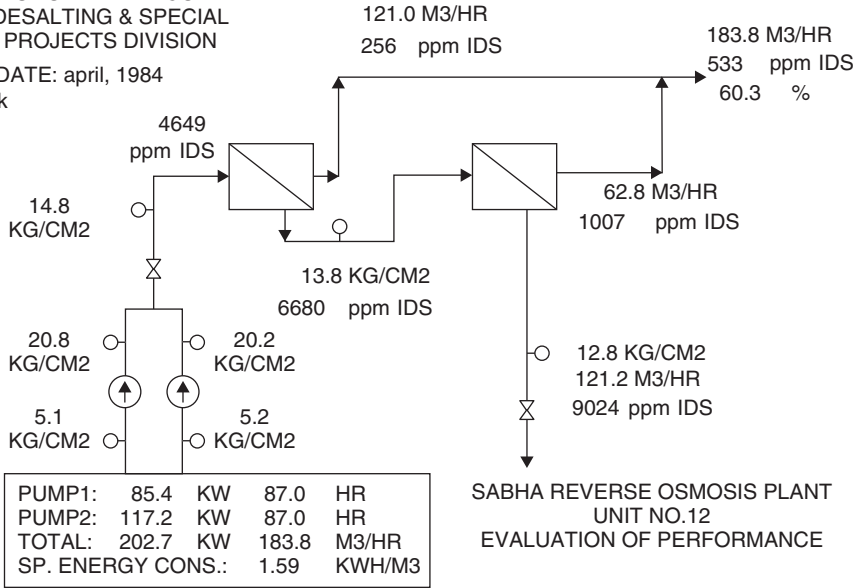 DESALTING & SPECIAL
PROJECTS DIVISION
DATE: april, 1984
121.0 M3/HR
256 ppm IDS
183.8 M3/HR
533 ppm IDS
60.3 %
4649
ppm IDS
14.8
KG/CM2
62.8 M3/HR
1007 ppm IDS
13.8 KG/CM2
6680 ppm IDS
20.8
KG/CM2
20.2
KG/CM2
12.8 KG/CM2
121.2 M3/HR
9024 ppm IDS
5.1
KG/CM2
5.2
KG/CM2
PUMP1: 85.4 KW 87.0 HR
PUMP2: 117.2 KW 87.0 HR
TOTAL: 202.7 KW 183.8 M3/HR
SP. ENERGY CONS.: 1.59 KWH/M3
SABHA REVERSE OSMOSIS PLANT
UNIT NO.12
EVALUATION OF PERFORMANCE